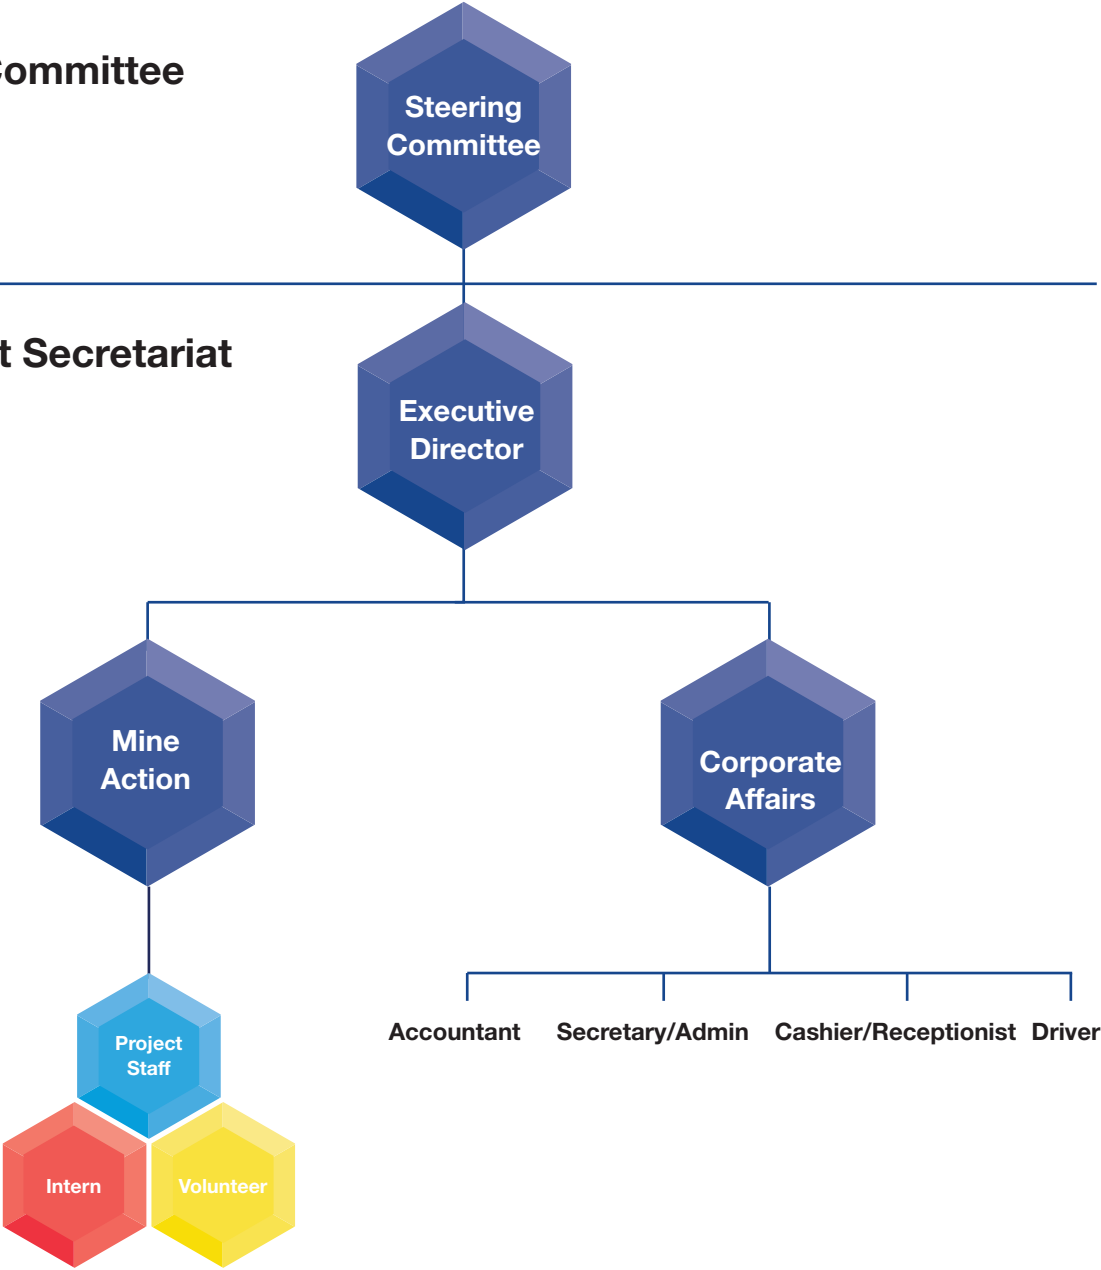 Committee
Steering
Committee
t Secretariat
Executive
Director
Mine
Action
Corporate
Affairs
Project
Staff
Accountant Secretary/Admin Cashier/Receptionist Driver
Intern Volunteer